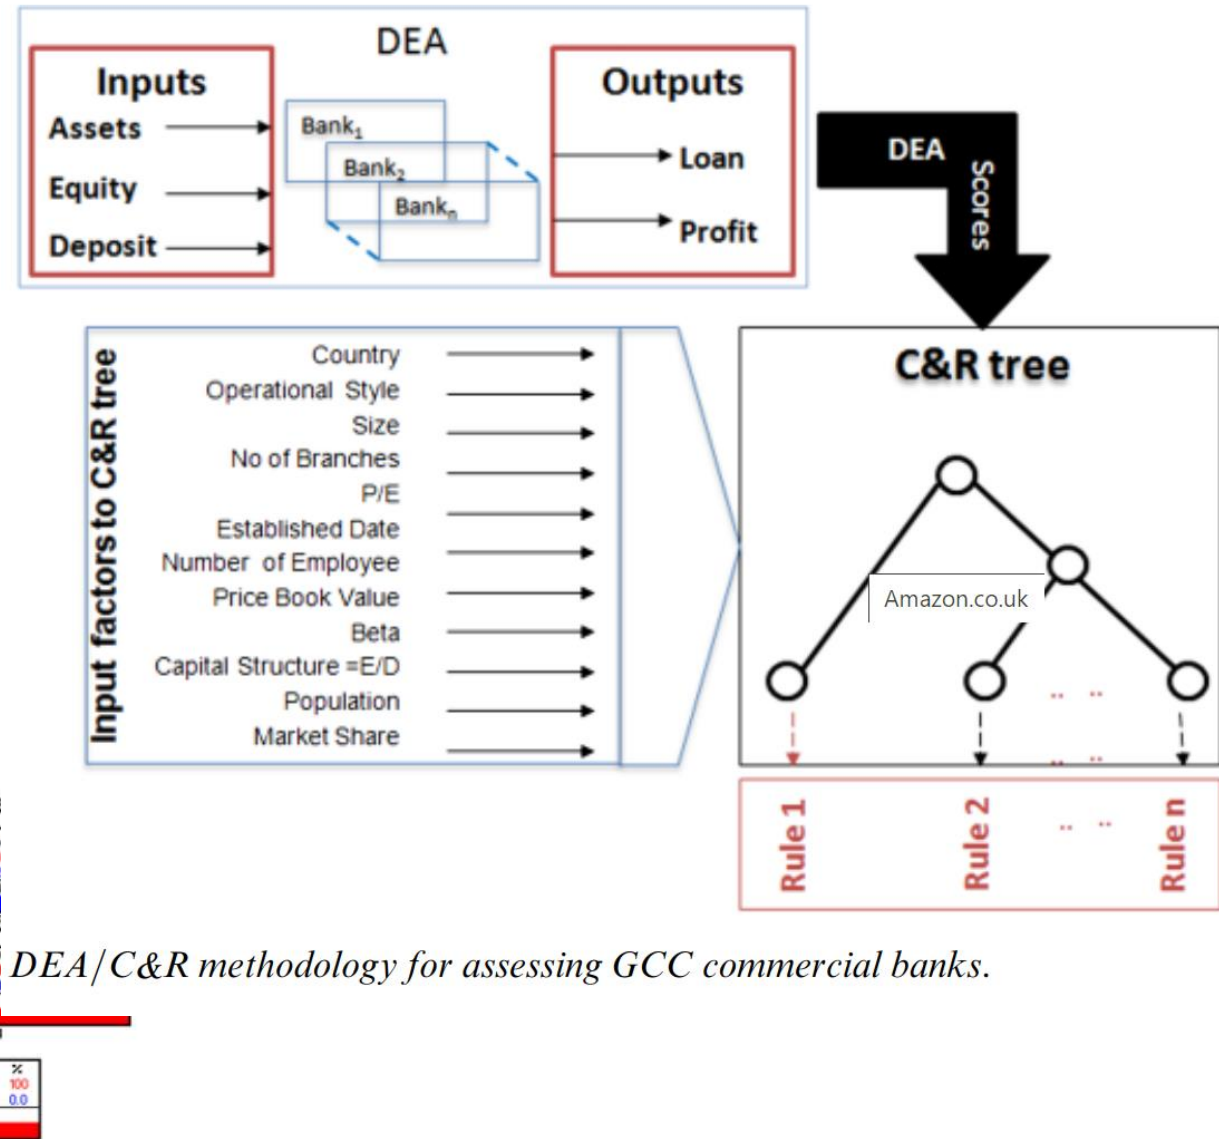 DEA
Inputs
Assets
Equity
Deposit
Bank1
Bank2
Bankn
Outputs
Loan
Profit
DEA
Scores
Input factors to C&R tree
Country
Operational Style
Size
No of Branches
P/E
Established Date
Number of Employee
Price Book Value
Beta
Capital Structure =E/D
Population
Market Share
C&R tree
Amazon.co.uk
.. ..
.. ..
Rule 1
Rule 2
.. ..
Rule n
DEA/C&R methodology for assessing GCC commercial banks.
%
100
0.0